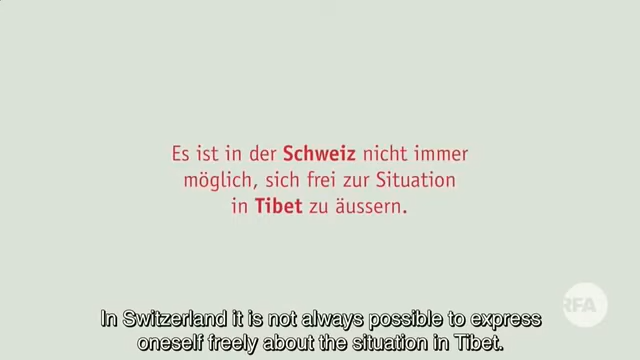 Es ist in der Schweiz nicht immer
möglich, sich frei zur Situation
in Tibet zu äussern.
RFA
In Switzerland it is not always possible to express
oneself freely about the situation in Tibet.